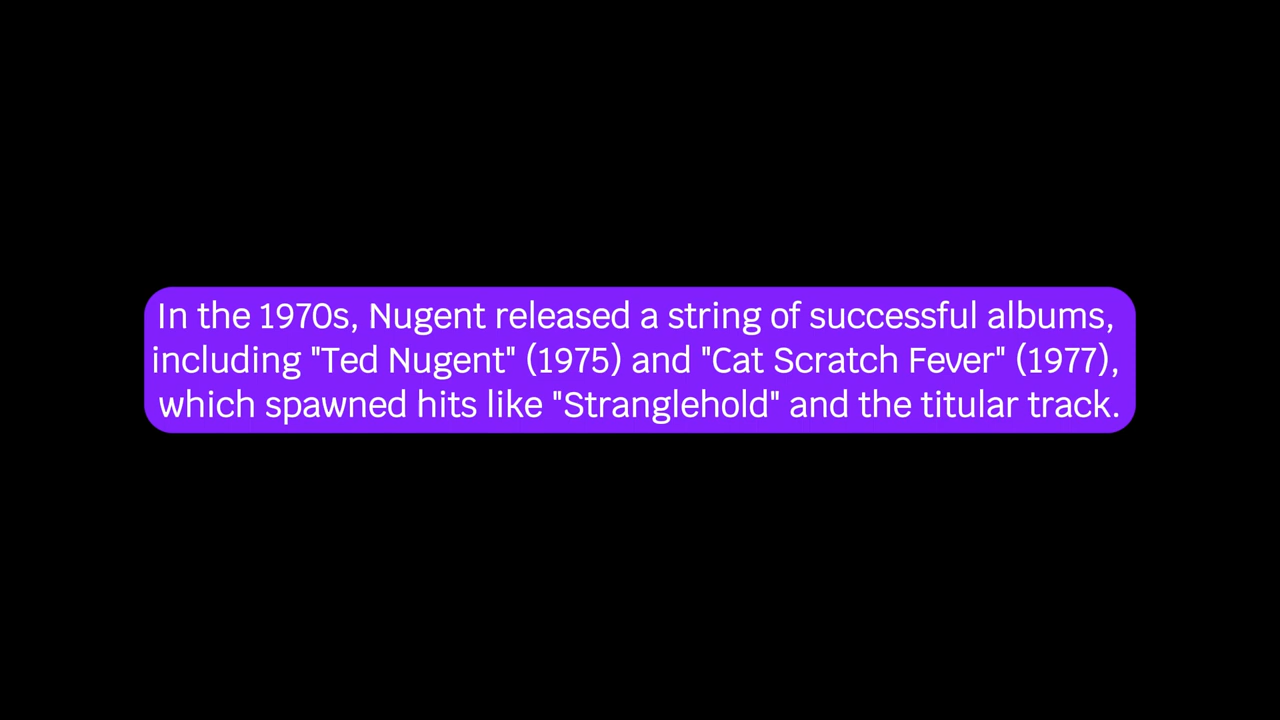 In the 1970s, Nugent released a string of successful albums,
including "Ted Nugent" (1975) and "Cat Scratch Fever" (1977),
which spawned hits like "Stranglehold" and the titular track.